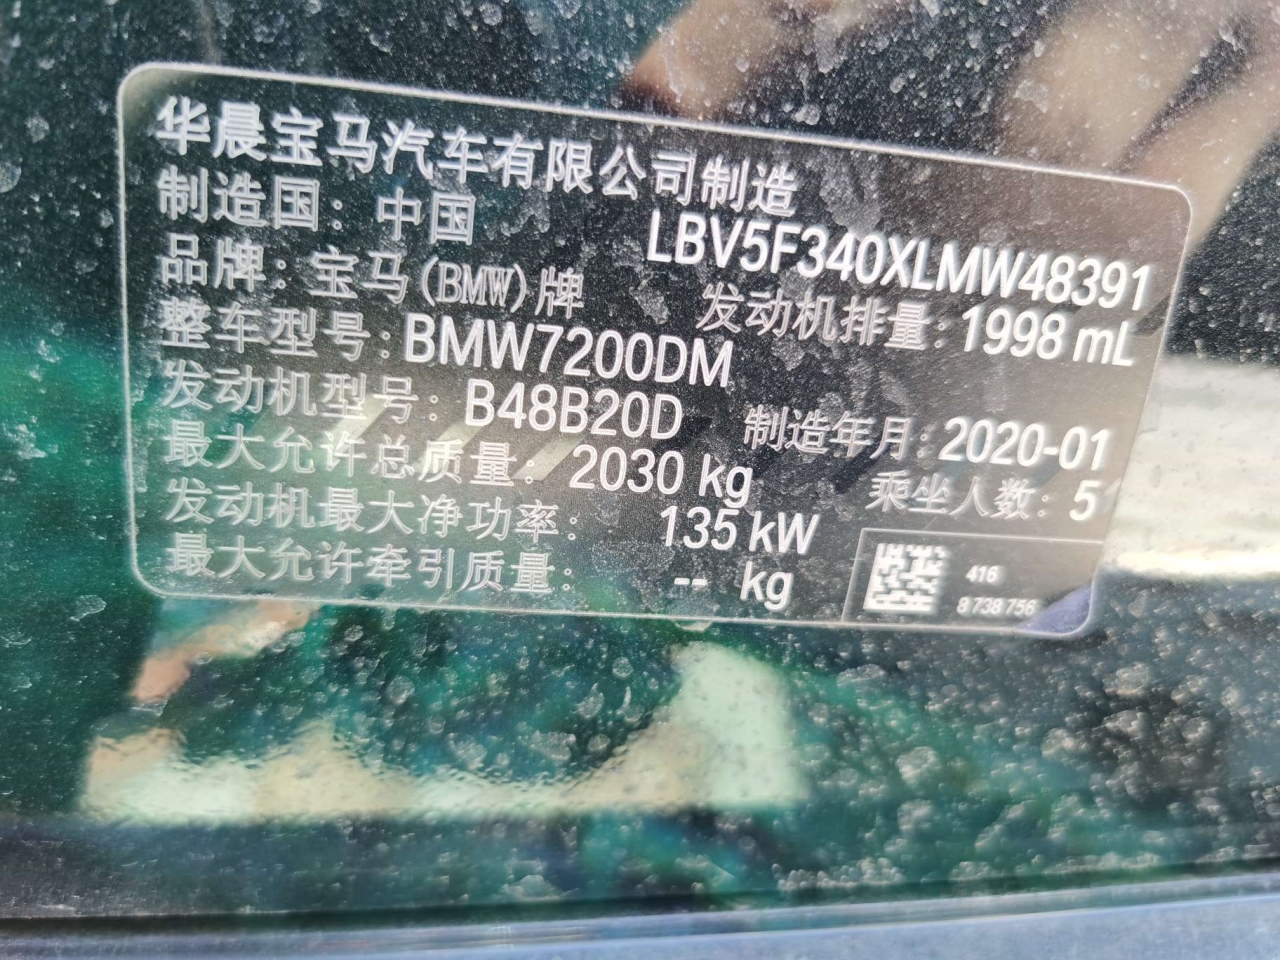 华晨宝马汽车有限公司制造
制造国：中国 LBV5F340XLMW48391
品牌：宝马(BMW)牌 发动机排量：1998 mL
整车型号：BMW7200DM
发动机型号：B48B20D 制造年月：2020-01
最大允许总质量：2030 kg 乘坐人数：5
发动机最大净功率：135 kW
最大允许牵引质量：-- kg
416
8 738 756